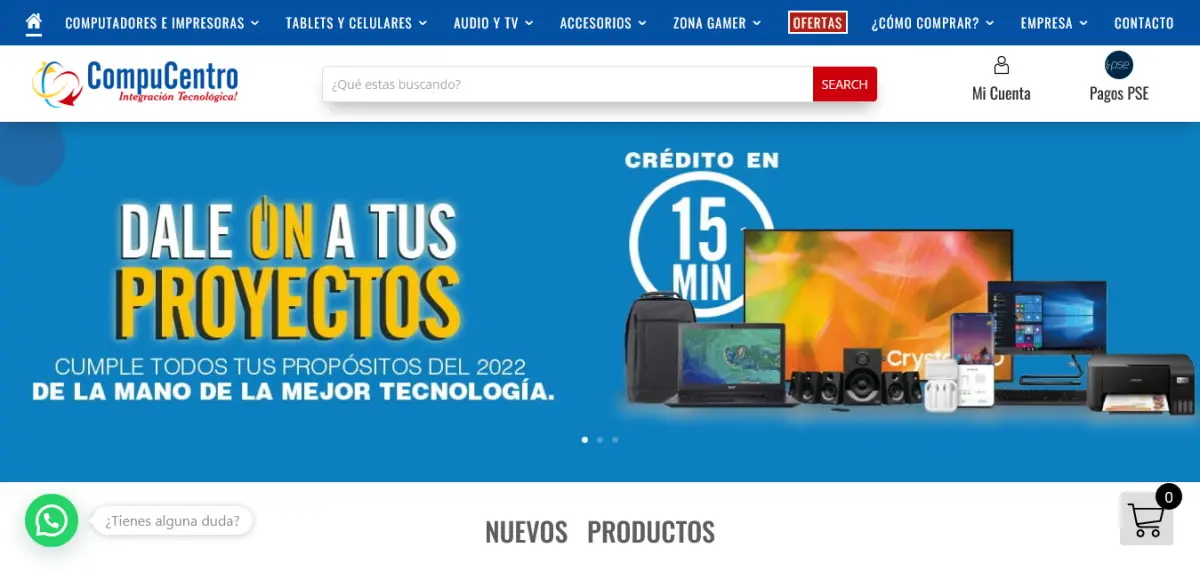 COMPUTADORES E IMPRESORAS TABLETS Y CELULARES AUDIO Y TV ACCESORIOS ZONA GAMER OFERTAS ¿CÓMO COMPRAR? EMPRESA CONTACTO
CompuCentro
Integración Tecnológica!
¿Qué estas buscando?
SEARCH
Mi Cuenta
pse
Pagos PSE
DALE ON A TUS
PROYECTOS
CUMPLE TODOS TUS PROPÓSITOS DEL 2022
DE LA MANO DE LA MEJOR TECNOLOGÍA.
CRÉDITO EN
15
MIN
EPSON
¿Tienes alguna duda?
NUEVOS PRODUCTOS
0